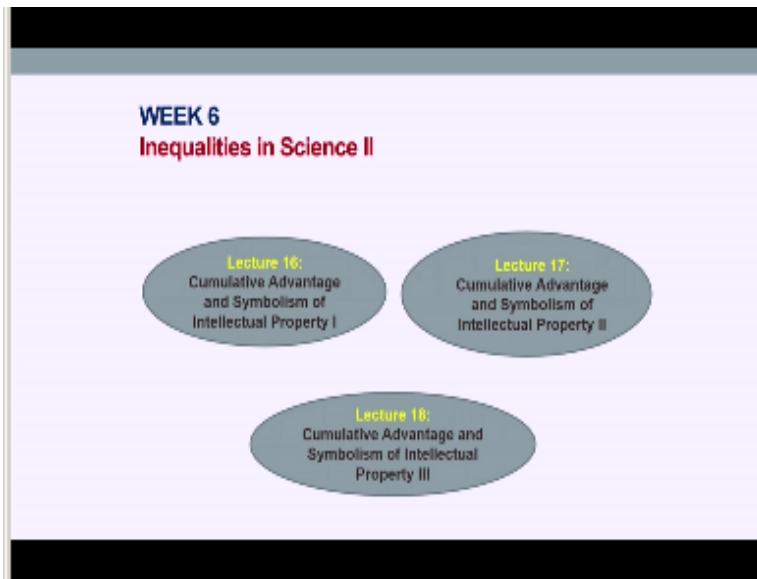 WEEK 6
Inequalities in Science II
Lecture 16:
Cumulative Advantage
and Symbolism of
Intellectual Property I
Lecture 17:
Cumulative Advantage
and Symbolism of
Intellectual Property II
Lecture 18:
Cumulative Advantage and
Symbolism of Intellectual
Property III